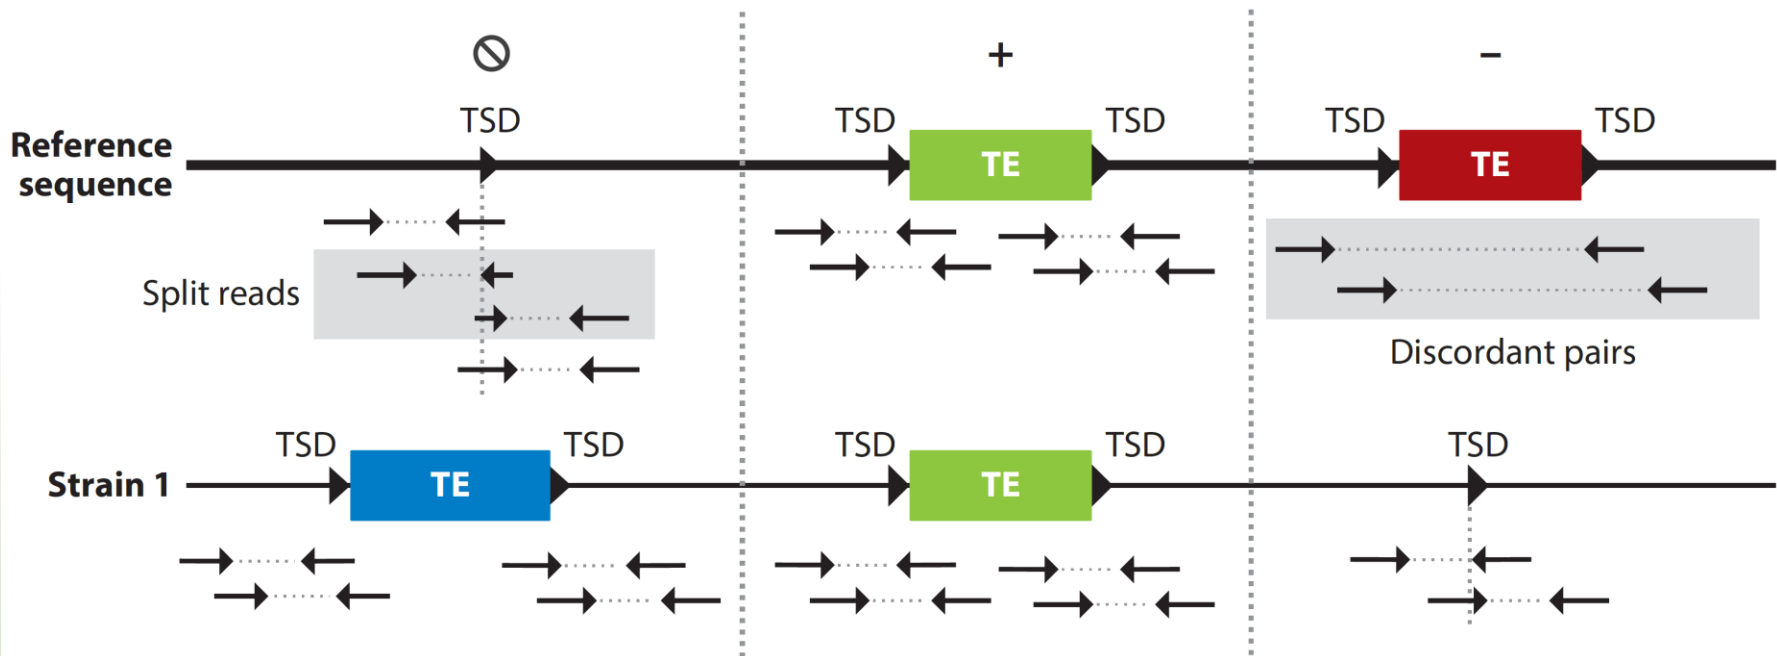 ⃠ + −
TSD TSD TSD TSD TSD
Reference
sequence
TE TE
Split reads
Discordant pairs
TSD TSD TSD TSD TSD
Strain 1
TE TE